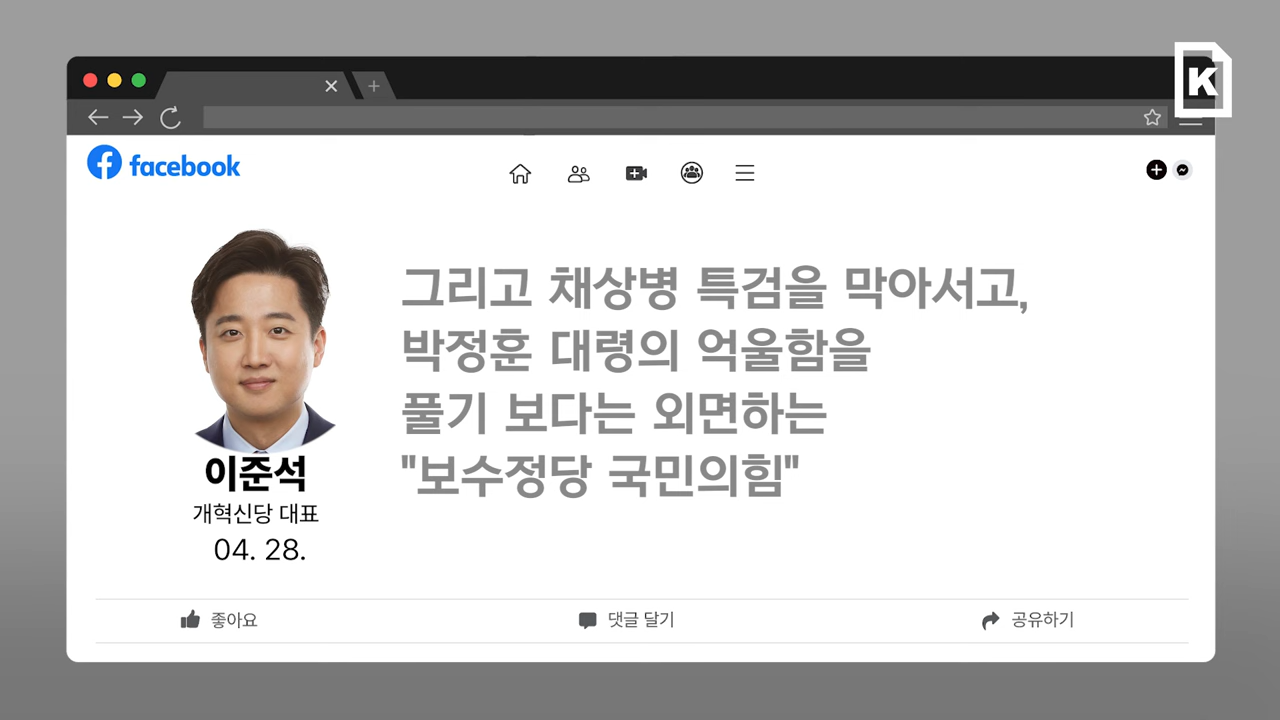 K
facebook
그리고 채상병 특검을 막아서고,
박정훈 대령의 억울함을
풀기 보다는 외면하는
"보수정당 국민의힘"
이준석
개혁신당 대표
04. 28.
좋아요
댓글 달기
공유하기